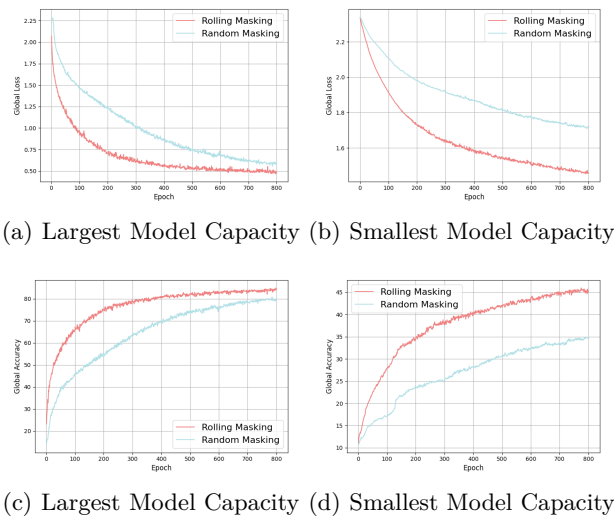 Rolling Masking
Random Masking
2.25
2.00
1.75
1.50
1.25
1.00
0.75
0.50
Global Loss
0 100 200 300 400 500 600 700 800
Epoch
Rolling Masking
Random Masking
2.2
2.0
1.8
1.6
Global Loss
0 100 200 300 400 500 600 700 800
Epoch
(a) Largest Model Capacity (b) Smallest Model Capacity
80
70
60
50
40
30
20
Global Accuracy
Rolling Masking
Random Masking
0 100 200 300 400 500 600 700 800
Epoch
Rolling Masking
Random Masking
45
40
35
30
25
20
15
10
Global Accuracy
0 100 200 300 400 500 600 700 800
Epoch
(c) Largest Model Capacity (d) Smallest Model Capacity